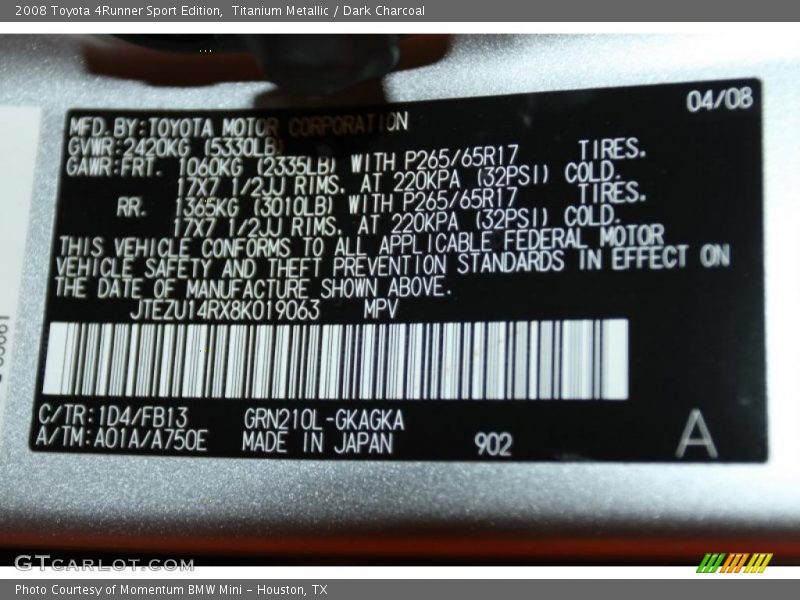 2008 Toyota 4Runner Sport Edition,  Titanium Metallic / Dark Charcoal
04/08
MFD. BY: TOYOTA MOTOR CORPORATION
GVWR: 2420KG (5330LB)
GAWR: FRT. 1060KG (2335LB) WITH P265/65R17 TIRES.
17X7 1/2JJ RIMS. AT 220KPA (32PSI) COLD.
RR. 1365KG (3010LB) WITH P265/65R17 TIRES.
17X7 1/2JJ RIMS. AT 220KPA (32PSI) COLD.
THIS VEHICLE CONFORMS TO ALL APPLICABLE FEDERAL MOTOR
VEHICLE SAFETY AND THEFT PREVENTION STANDARDS IN EFFECT ON
THE DATE OF MANUFACTURE SHOWN ABOVE.
JTEZU14RX8K019063 MPV
C/TR: 1D4/FB13 GRN210L-GKAGKA
A/TM: A01A/A750E MADE IN JAPAN 902 A
GTCARLOT.COM
Photo Courtesy of Momentum BMW Mini - Houston, TX